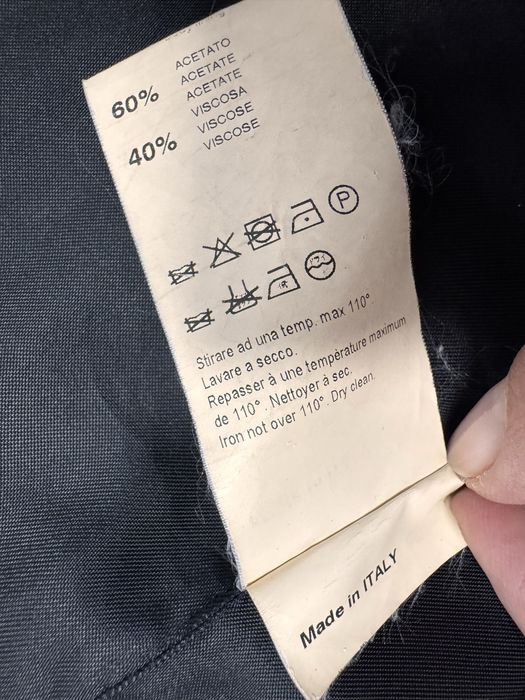 60%
ACETATO
ACETATE
ACETATE
40%
VISCOSA
VISCOSE
VISCOSE
P
Stirare ad una temp. max 110°
Lavare a secco.
Repasser à une température maximum
de 110°. Nettoyer à sec.
Iron not over 110°. Dry clean.
Made in ITALY